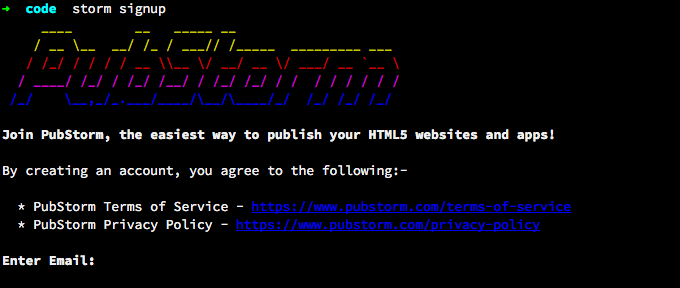 ➜ code storm signup
PubStorm
Join PubStorm, the easiest way to publish your HTML5 websites and apps!
By creating an account, you agree to the following:-
* PubStorm Terms of Service - https://www.pubstorm.com/terms-of-service
* PubStorm Privacy Policy - https://www.pubstorm.com/privacy-policy
Enter Email: